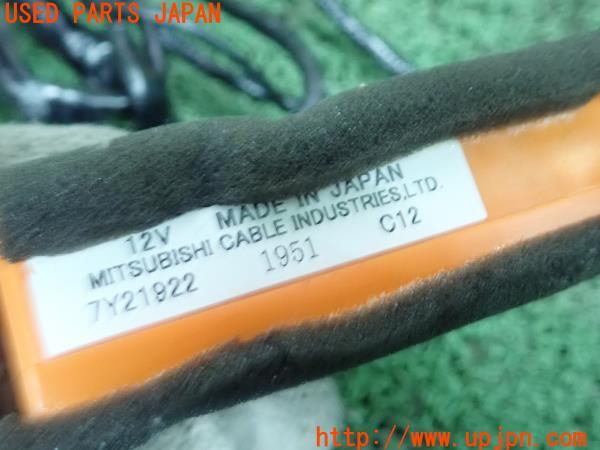 USED PARTS JAPAN
12V MADE IN JAPAN
MITSUBISHI CABLE INDUSTRIES,LTD.
7Y21922 1951 C12
http://www.upjpn.com